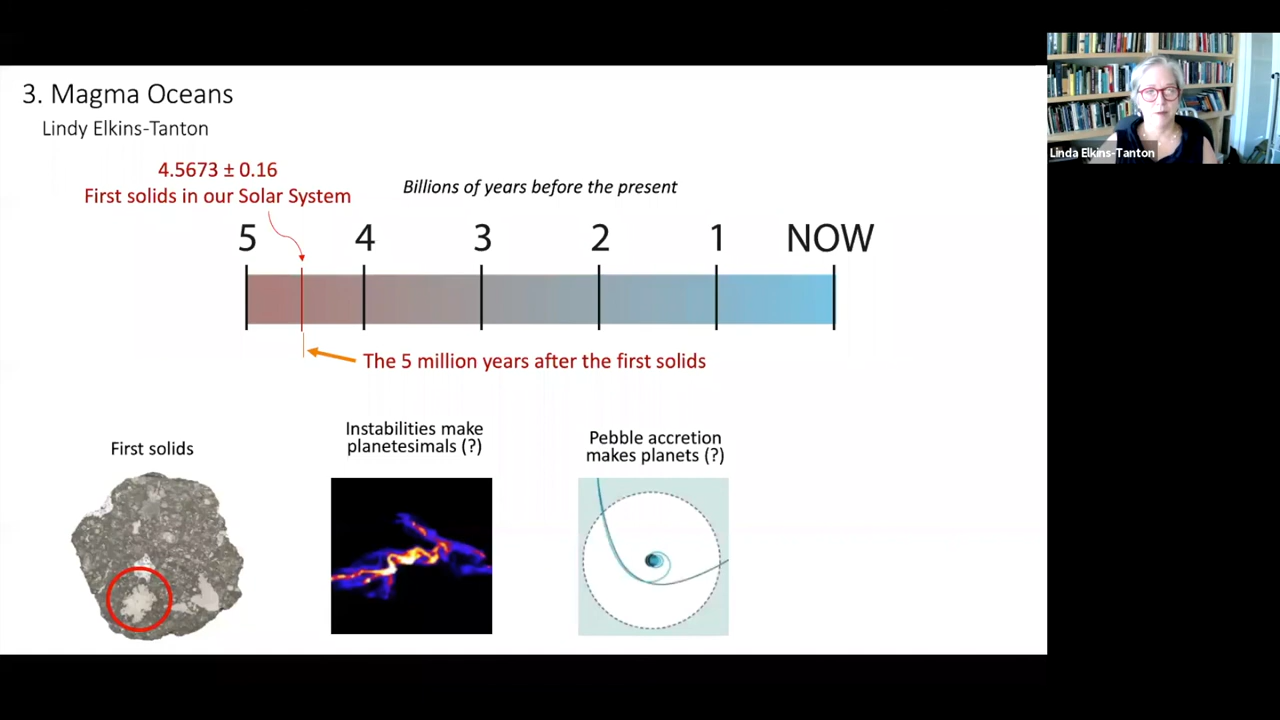 3. Magma Oceans
Lindy Elkins-Tanton
4.5673 ± 0.16
First solids in our Solar System
Billions of years before the present
5 4 3 2 1 NOW
The 5 million years after the first solids
First solids
Instabilities make
planetesimals (?)
Pebble accretion
makes planets (?)
Linda Elkins-Tanton